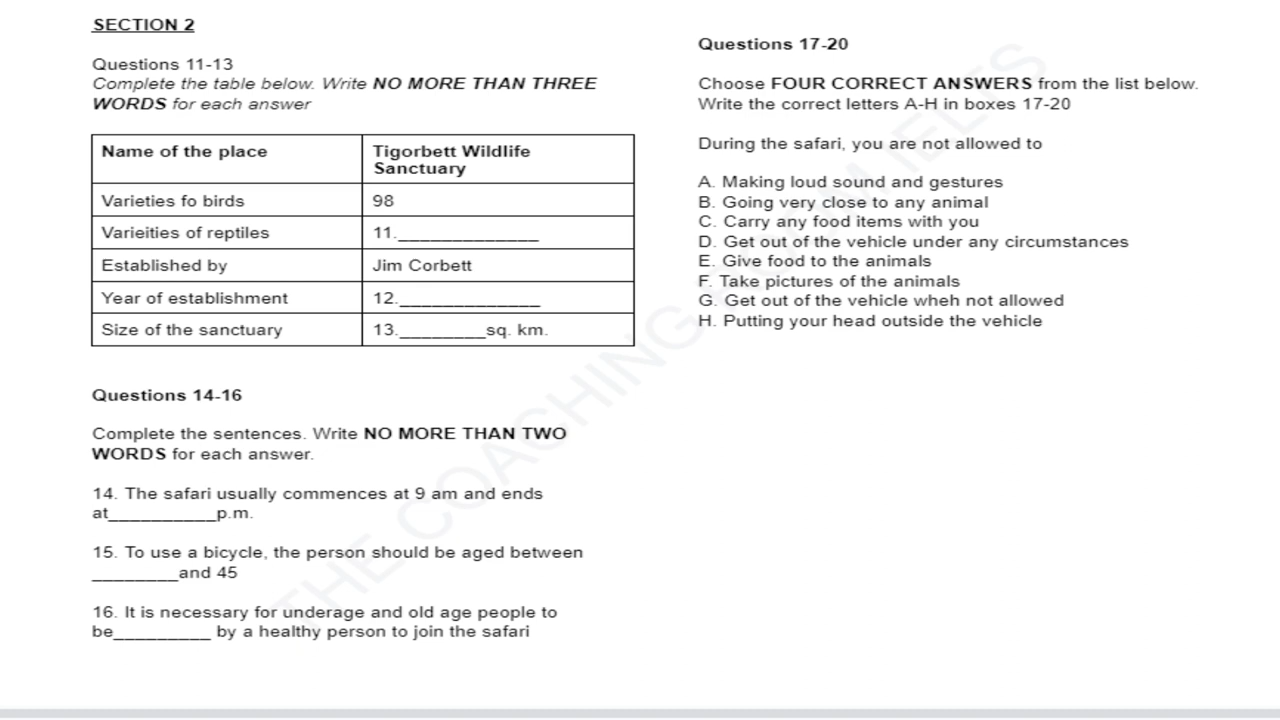 SECTION 2
Questions 11-13
Complete the table below. Write NO MORE THAN THREE
WORDS for each answer
Name of the place
Tigorbett Wildlife
Sanctuary
Varieties fo birds
98
Varieities of reptiles
11._____________
Established by
Jim Corbett
Year of establishment
12._____________
Size of the sanctuary
13.________sq. km.
Questions 14-16
Complete the sentences. Write NO MORE THAN TWO
WORDS for each answer.
14. The safari usually commences at 9 am and ends
at__________p.m.
15. To use a bicycle, the person should be aged between
________and 45
16. It is necessary for underage and old age people to
be_________ by a healthy person to join the safari
Questions 17-20
Choose FOUR CORRECT ANSWERS from the list below.
Write the correct letters A-H in boxes 17-20
During the safari, you are not allowed to
A. Making loud sound and gestures
B. Going very close to any animal
C. Carry any food items with you
D. Get out of the vehicle under any circumstances
E. Give food to the animals
F. Take pictures of the animals
G. Get out of the vehicle wheh not allowed
H. Putting your head outside the vehicle